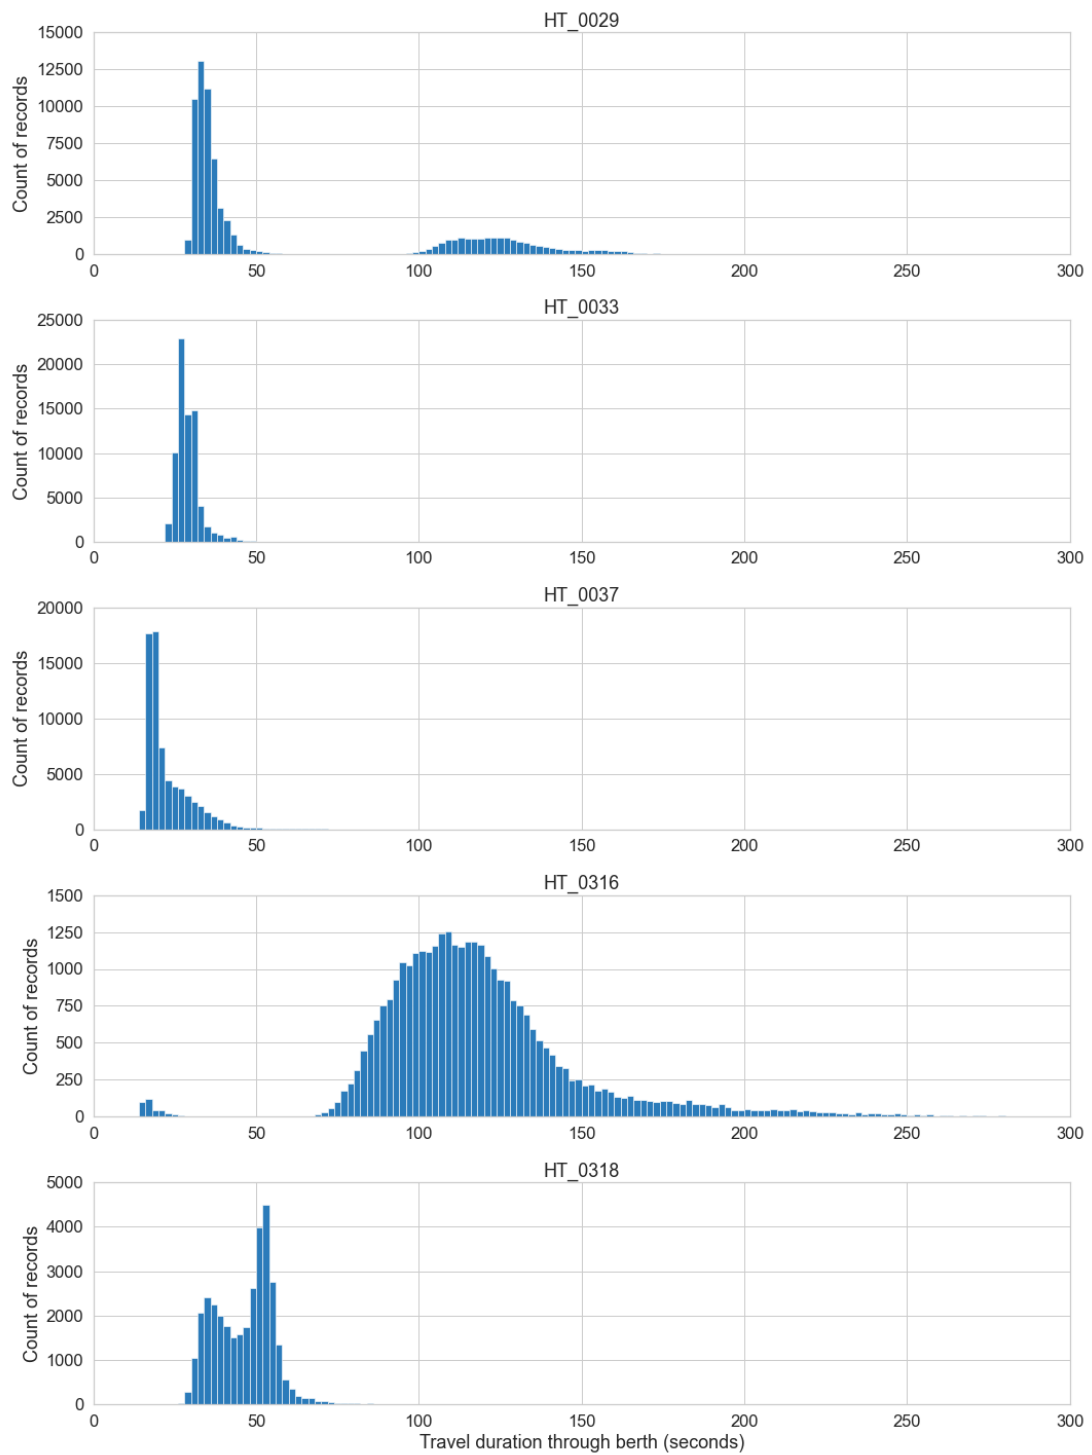 HT_0029
15000
12500
10000
7500
5000
2500
0
Count of records
0 50 100 150 200 250 300
HT_0033
25000
20000
15000
10000
5000
0
Count of records
0 50 100 150 200 250 300
HT_0037
20000
15000
10000
5000
0
Count of records
0 50 100 150 200 250 300
HT_0316
1500
1250
1000
750
500
250
0
Count of records
0 50 100 150 200 250 300
HT_0318
5000
4000
3000
2000
1000
0
Count of records
0 50 100 150 200 250 300
Travel duration through berth (seconds)